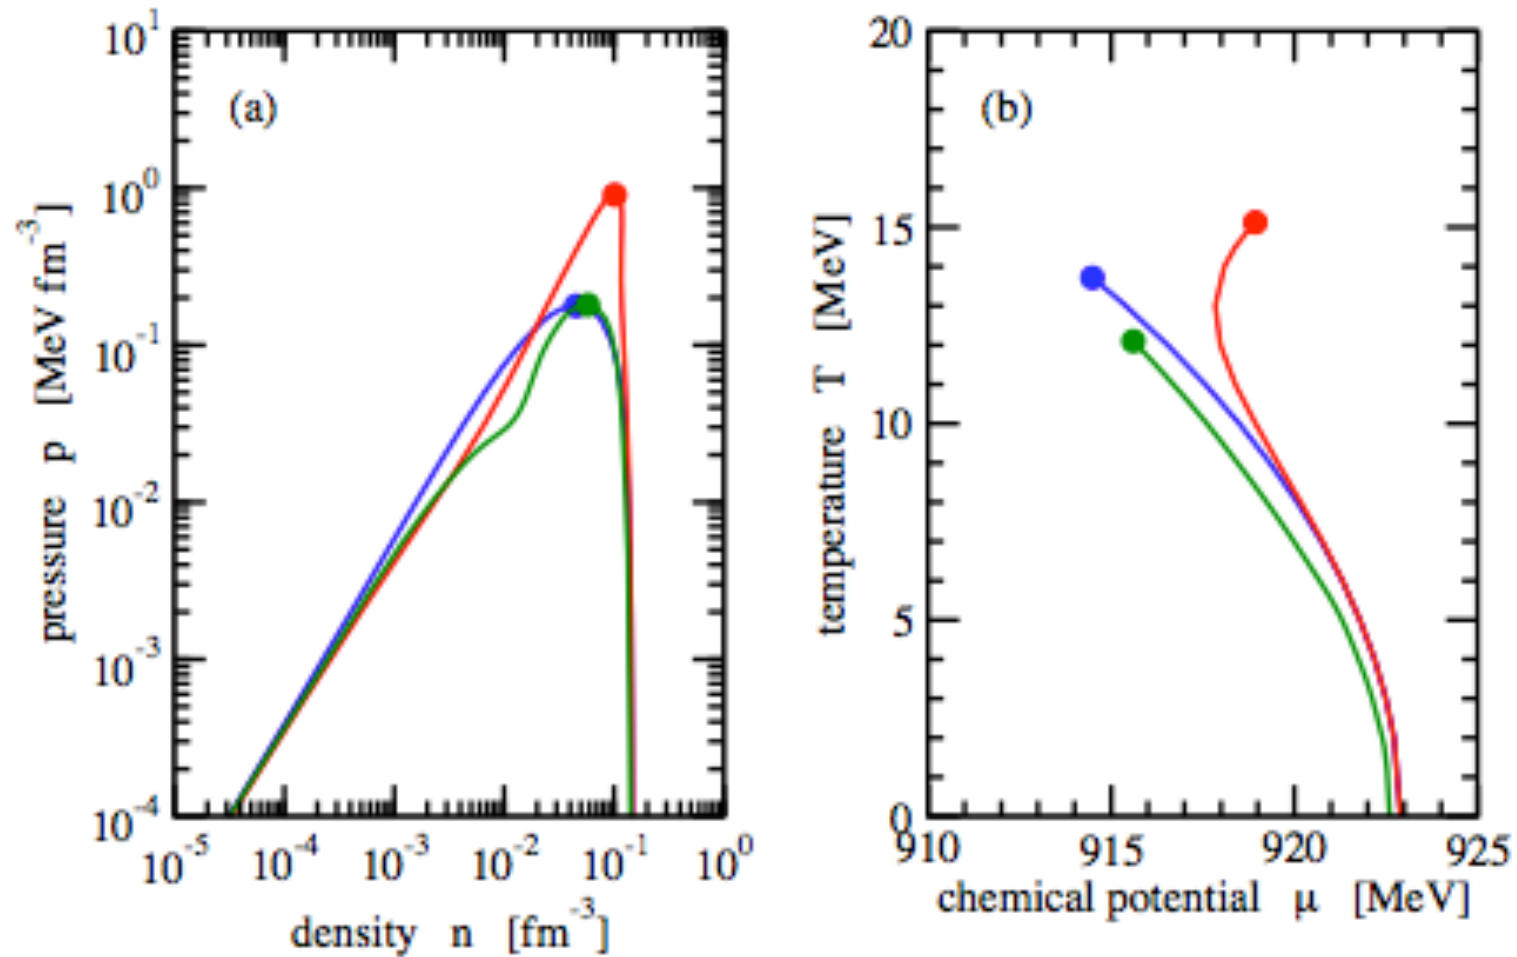 (a)
10^1
10^0
10^-1
10^-2
10^-3
10^-4
pressure p [MeV fm^-3]
10^-5 10^-4 10^-3 10^-2 10^-1 10^0
density n [fm^-3]
(b)
20
15
10
5
0
temperature T [MeV]
910 915 920 925
chemical potential μ [MeV]